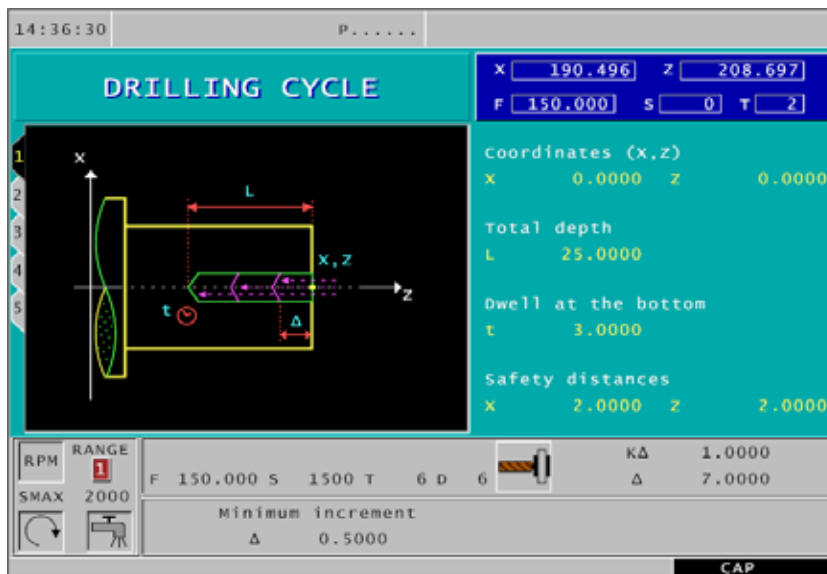 14:36:30 P......
DRILLING CYCLE
X 190.496 Z 208.697
F 150.000 S 0 T 2
1
2
3
4
5
X
L
X,Z
Z
t
Δ
Coordinates (X,Z)
X 0.0000 Z 0.0000
Total depth
L 25.0000
Dwell at the bottom
t 3.0000
Safety distances
X 2.0000 Z 2.0000
RPM RANGE
1
SMAX 2000
F 150.000 S 1500 T 6 D 6
KΔ 1.0000
Δ 7.0000
Minimum increment
Δ 0.5000
CAP